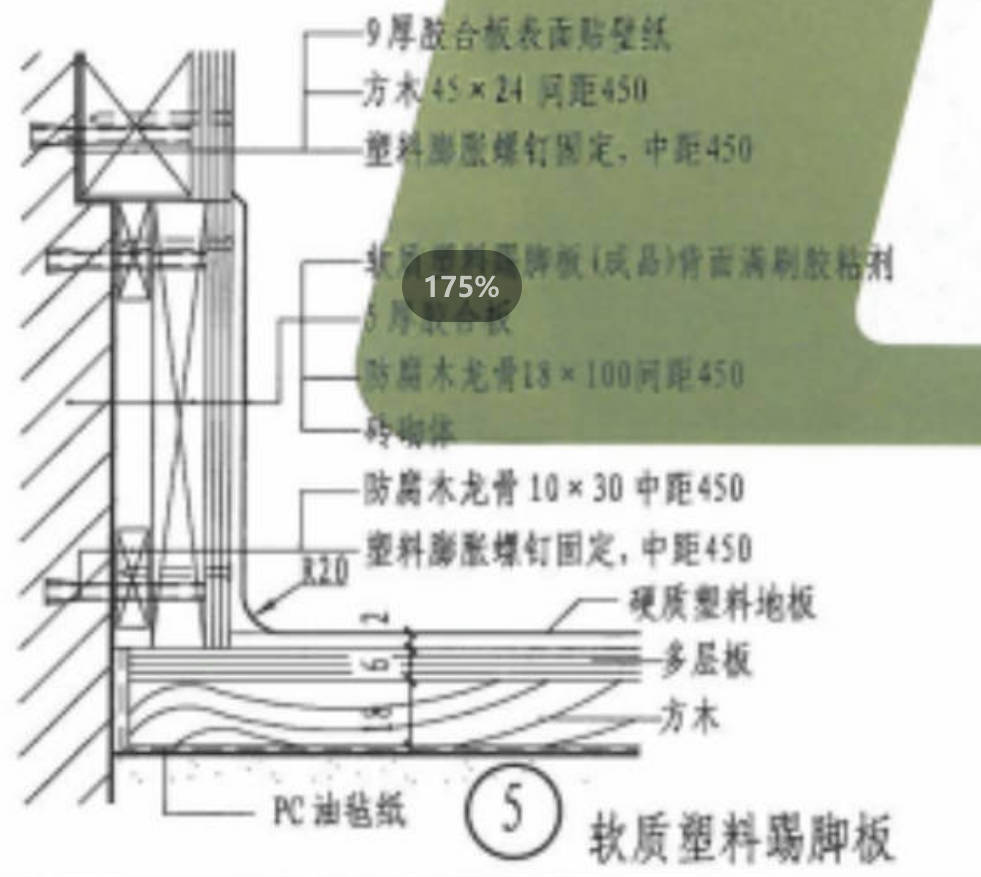 9厚胶合板表面贴壁纸
方木 45×24 间距450
塑料膨胀螺钉固定，中距450
软质塑料踢脚板(成品)背面满刷胶粘剂
175%
5厚胶合板
防腐木龙骨18×100间距450
砖砌体
防腐木龙骨 10×30 中距450
塑料膨胀螺钉固定，中距450
R20
2
硬质塑料地板
6
多层板
18
方木
PC 油毡纸
5
软质塑料踢脚板